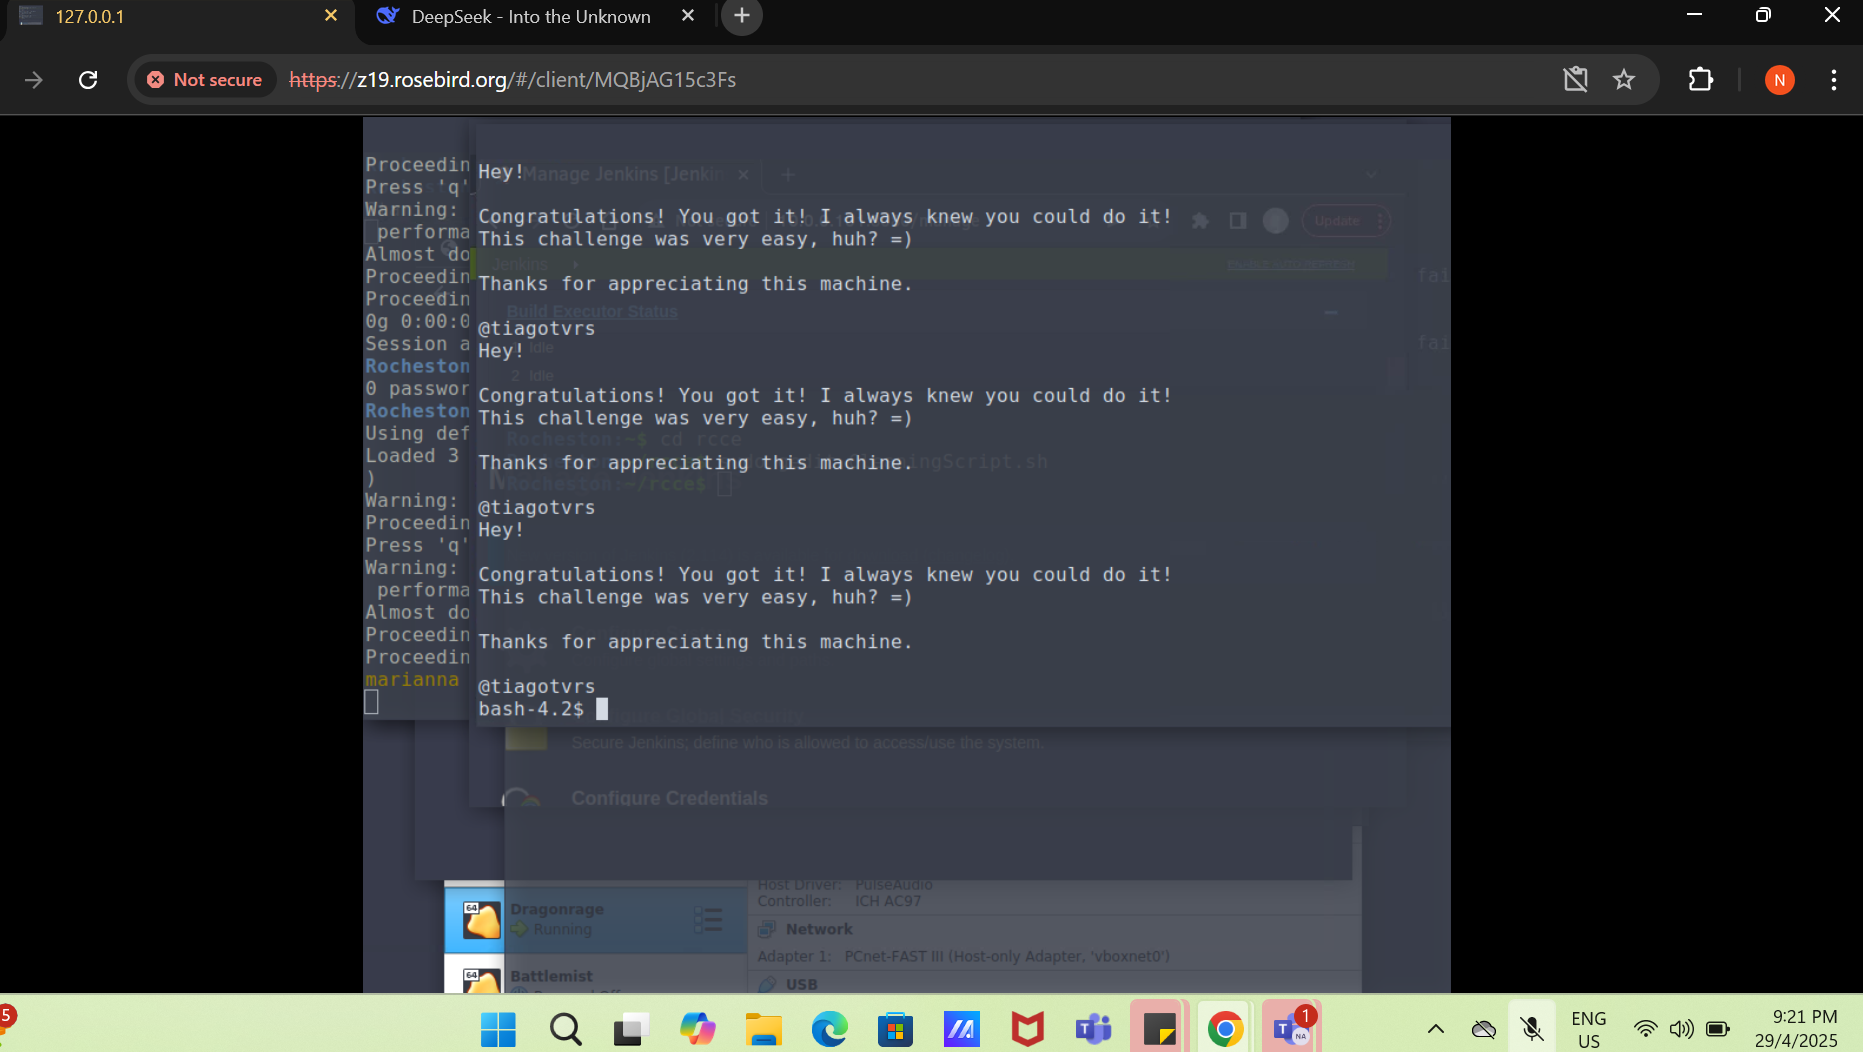 127.0.0.1
DeepSeek - Into the Unknown
Not secure
https://z19.rosebird.org/#/client/MQBjAG15c3Fs
N
Proceedin
Press 'q'
Warning:
performa
Almost do
Proceedin
Proceedin
0g 0:00:0
Session a
Rocheston
0 passwor
Rocheston
Using def
Loaded 3
)
Warning:
Proceedin
Press 'q'
Warning:
performa
Almost do
Proceedin
Proceedin
marianna
Manage Jenkins [Jenkin
Hey!
Congratulations! You got it! I always knew you could do it!
This challenge was very easy, huh? =)
Thanks for appreciating this machine.
@tiagotvrs
Hey!
Congratulations! You got it! I always knew you could do it!
This challenge was very easy, huh? =)
Thanks for appreciating this machine.
@tiagotvrs
Hey!
Congratulations! You got it! I always knew you could do it!
This challenge was very easy, huh? =)
Thanks for appreciating this machine.
@tiagotvrs
bash-4.2$
Update
Jenkins
fai
Build Executor Status
Idle
fai
2 Idle
Rocheston:~$ cd rcce
ingScript.sh
Rocheston:~/rcce$
Configure Global Security
Secure Jenkins; define who is allowed to access/use the system.
Configure Credentials
Host Driver: PulseAudio
Controller: ICH AC97
64
Dragonrage
Running
Network
Adapter 1: PCnet-FAST III (Host-only Adapter, 'vboxnet0')
64
Battlemist
USB
5
1
NA
ENG
US
9:21 PM
29/4/2025